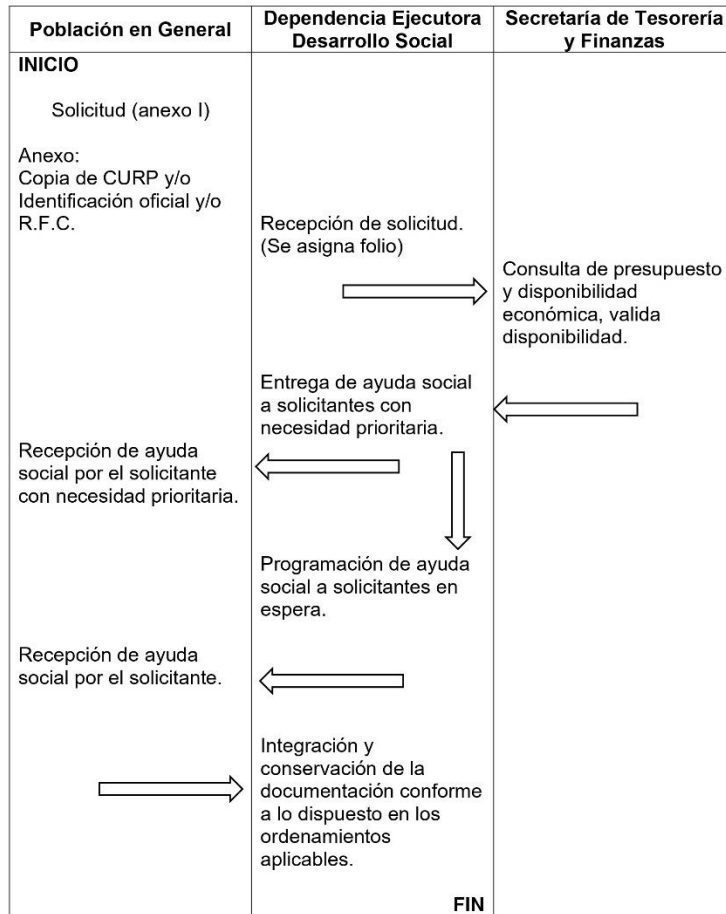 Población en General
Dependencia Ejecutora
Desarrollo Social
Secretaría de Tesorería
y Finanzas
INICIO
Solicitud (anexo I)
Anexo:
Copia de CURP y/o
Identificación oficial y/o
R.F.C.
Recepción de solicitud.
(Se asigna folio)
Consulta de presupuesto
y disponibilidad
económica, valida
disponibilidad.
Entrega de ayuda social
a solicitantes con
necesidad prioritaria.
Recepción de ayuda
social por el solicitante
con necesidad prioritaria.
Programación de ayuda
social a solicitantes en
espera.
Recepción de ayuda
social por el solicitante.
Integración y
conservación de la
documentación conforme
a lo dispuesto en los
ordenamientos
aplicables.
FIN